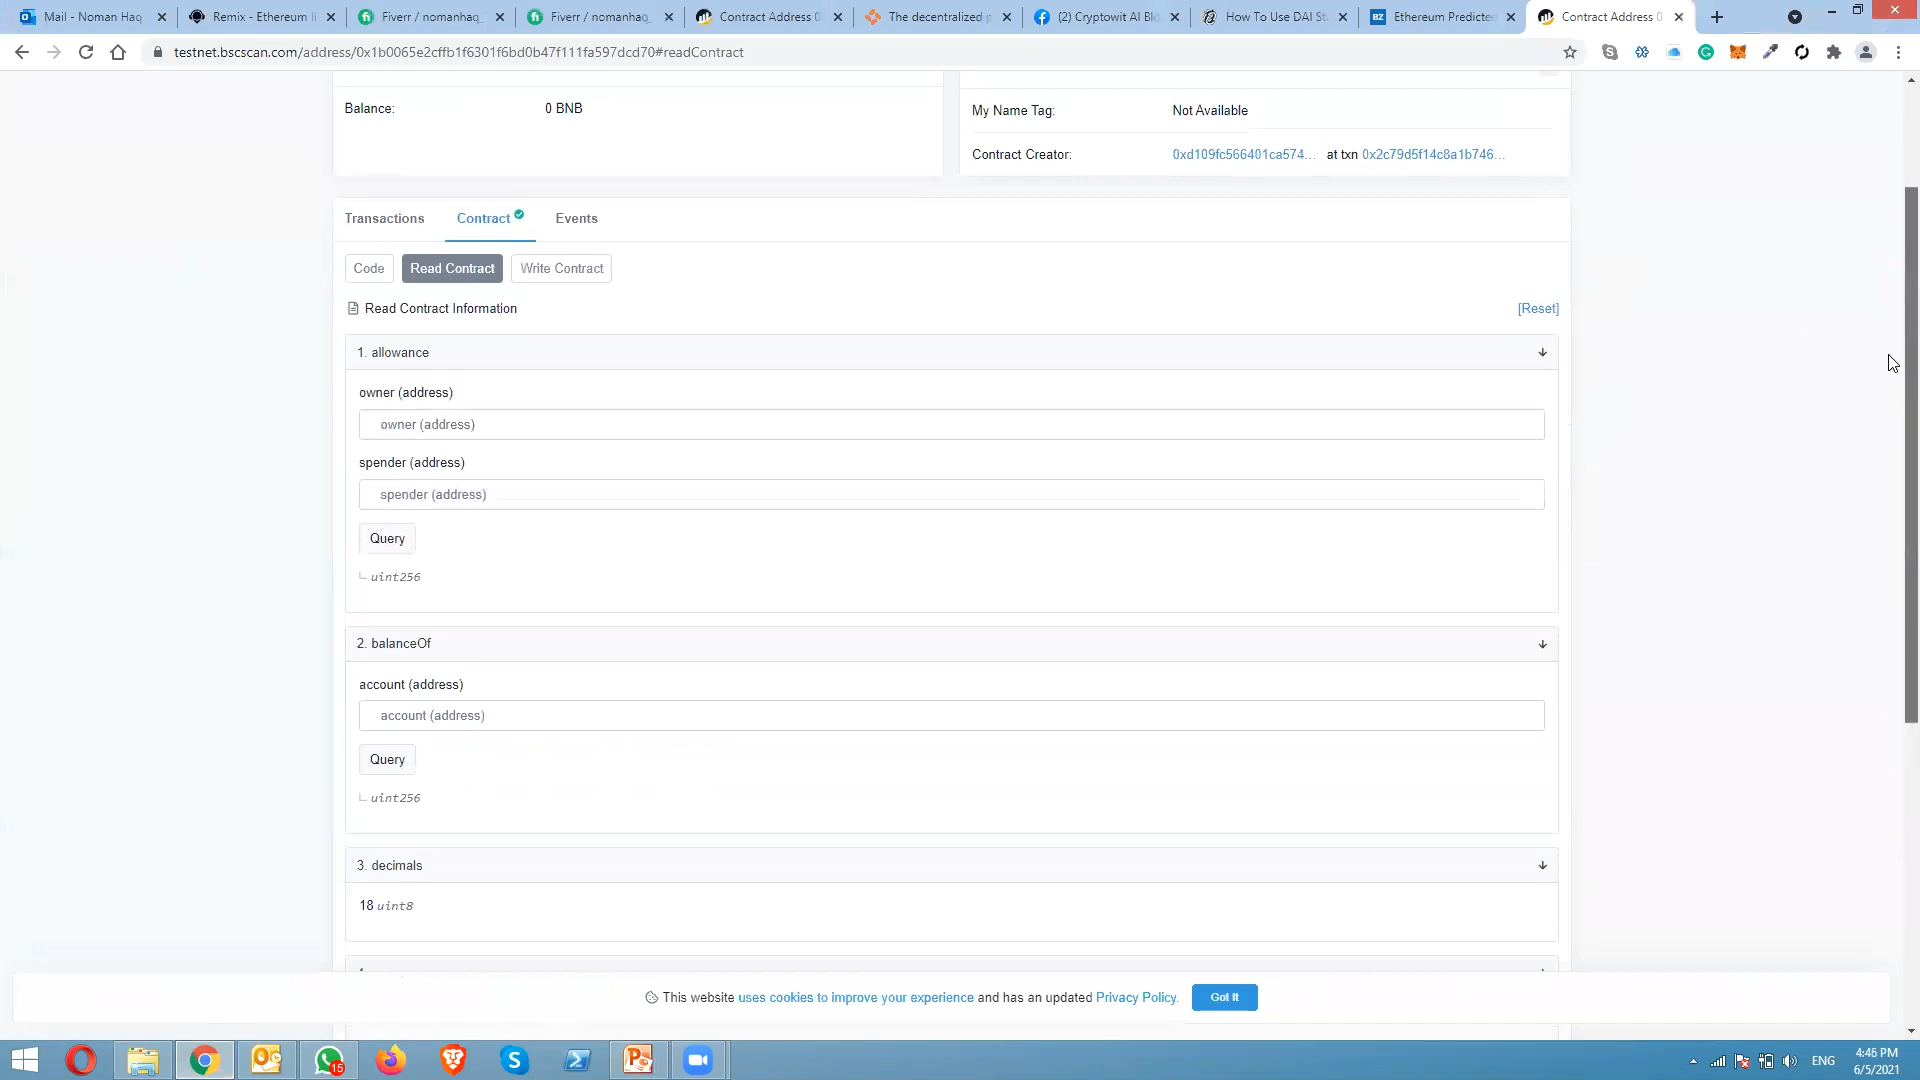 Mail - Noman Haq
Remix - Ethereum I
Fiverr / nomanhaq_
Fiverr / nomanhaq_
Contract Address 0
The decentralized
(2) Cryptowit AI Blo
How To Use DAI St
Ethereum Predicted
Contract Address 0
testnet.bscscan.com/address/0x1b0065e2cffb1f6301f6bd0b47f111fa597dcd70#readContract
Balance: 0 BNB
My Name Tag: Not Available
Contract Creator: 0xd109fc566401ca574... at txn 0x2c79d5f14c8a1b746...
Transactions Contract Events
Code Read Contract Write Contract
Read Contract Information [Reset]
1. allowance
owner (address)
owner (address)
spender (address)
spender (address)
Query
uint256
2. balanceOf
account (address)
account (address)
Query
uint256
3. decimals
18 uint8
This website uses cookies to improve your experience and has an updated Privacy Policy. Got It
15
ENG
4:45 PM
6/5/2021